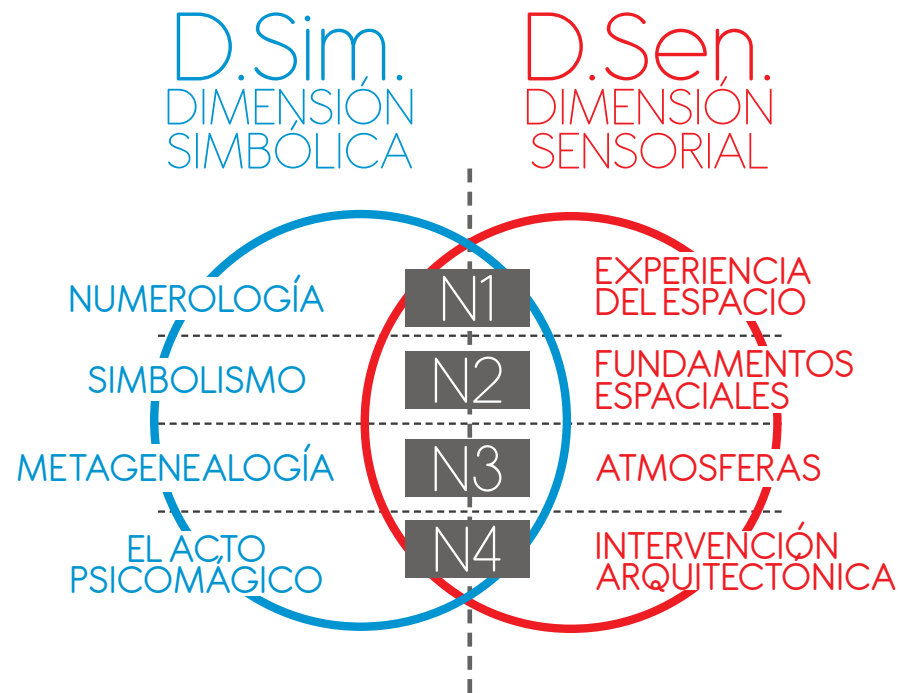 D.Sim.
DIMENSIÓN
SIMBÓLICA
D.Sen.
DIMENSIÓN
SENSORIAL
NUMEROLOGÍA
N1
EXPERIENCIA
DEL ESPACIO
SIMBOLISMO
N2
FUNDAMENTOS
ESPACIALES
METAGENEALOGÍA
N3
ATMOSFERAS
EL ACTO
PSICOMÁGICO
N4
INTERVENCIÓN
ARQUITECTÓNICA